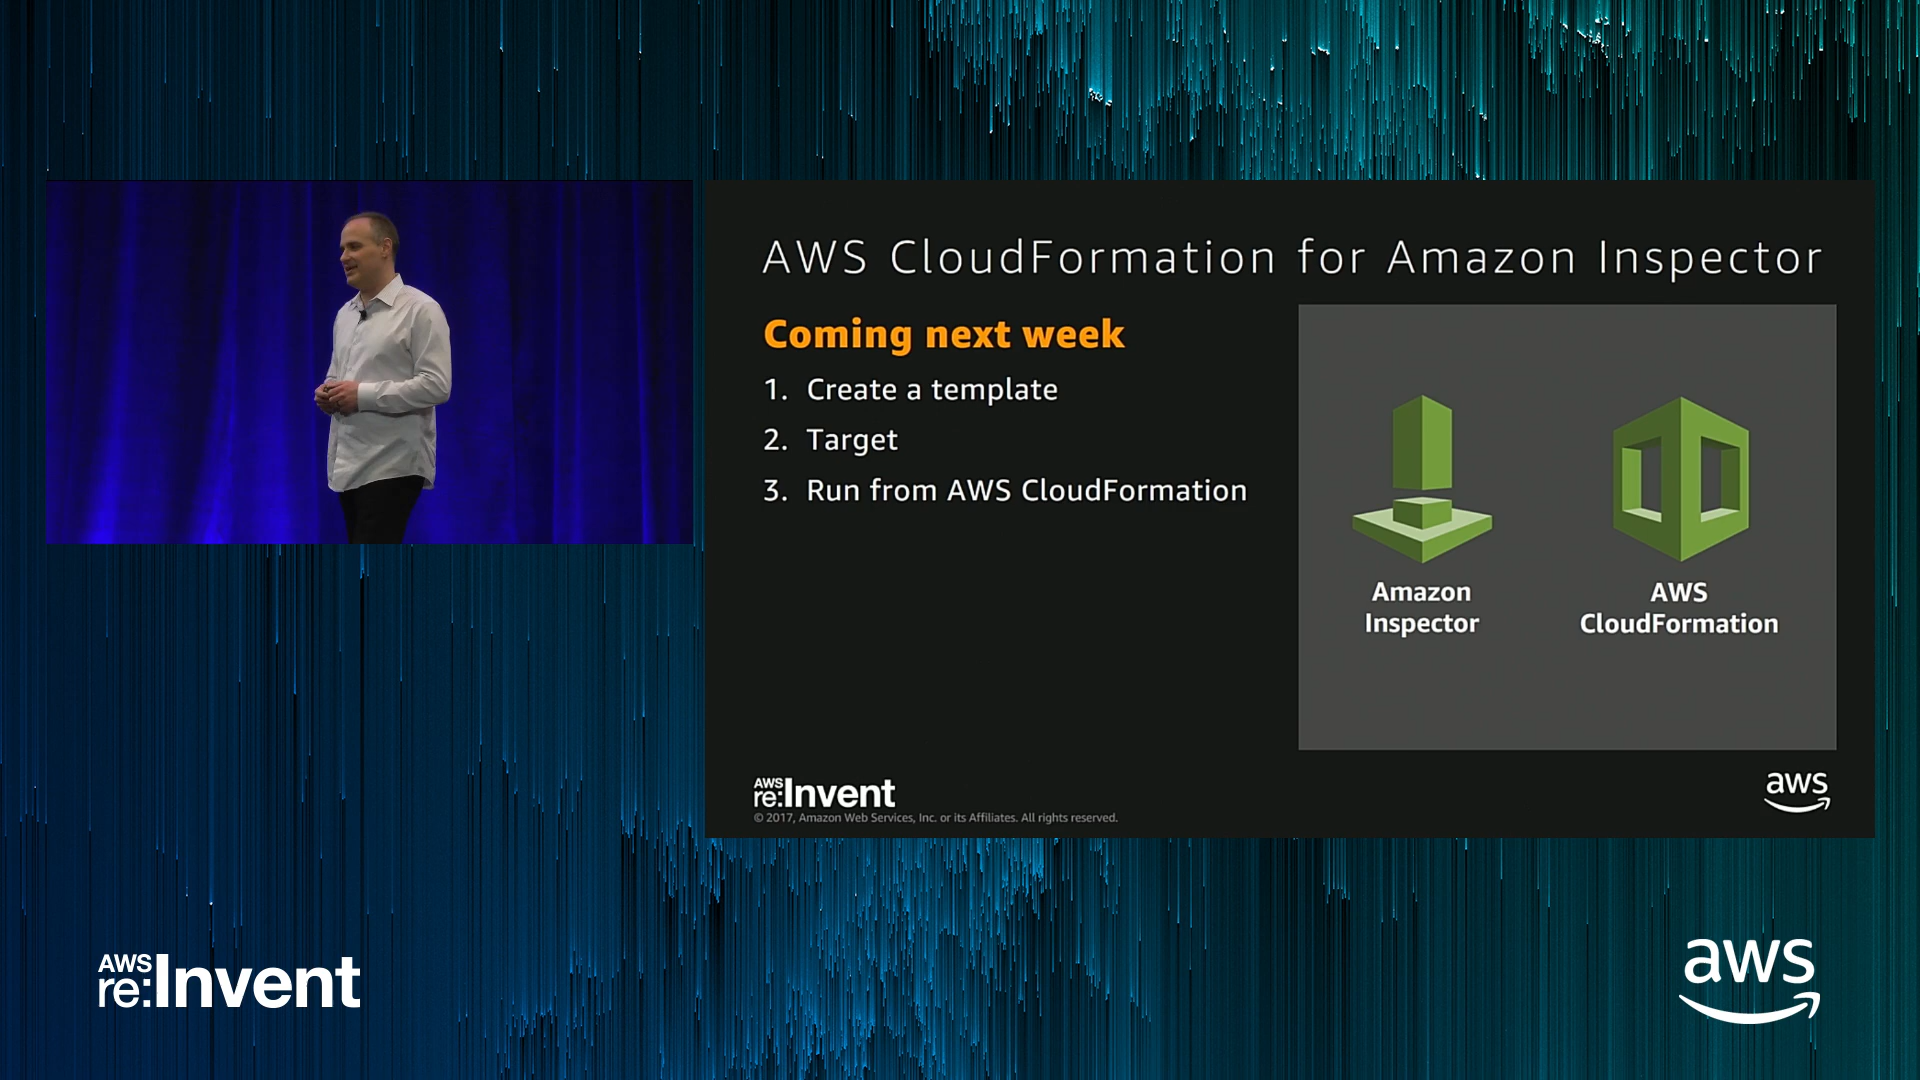 AWS CloudFormation for Amazon Inspector
Coming next week
1. Create a template
2. Target
3. Run from AWS CloudFormation
Amazon
Inspector
AWS
CloudFormation
AWS
re:Invent
© 2017, Amazon Web Services, Inc. or its Affiliates. All rights reserved.
aws
AWS
re:Invent
aws